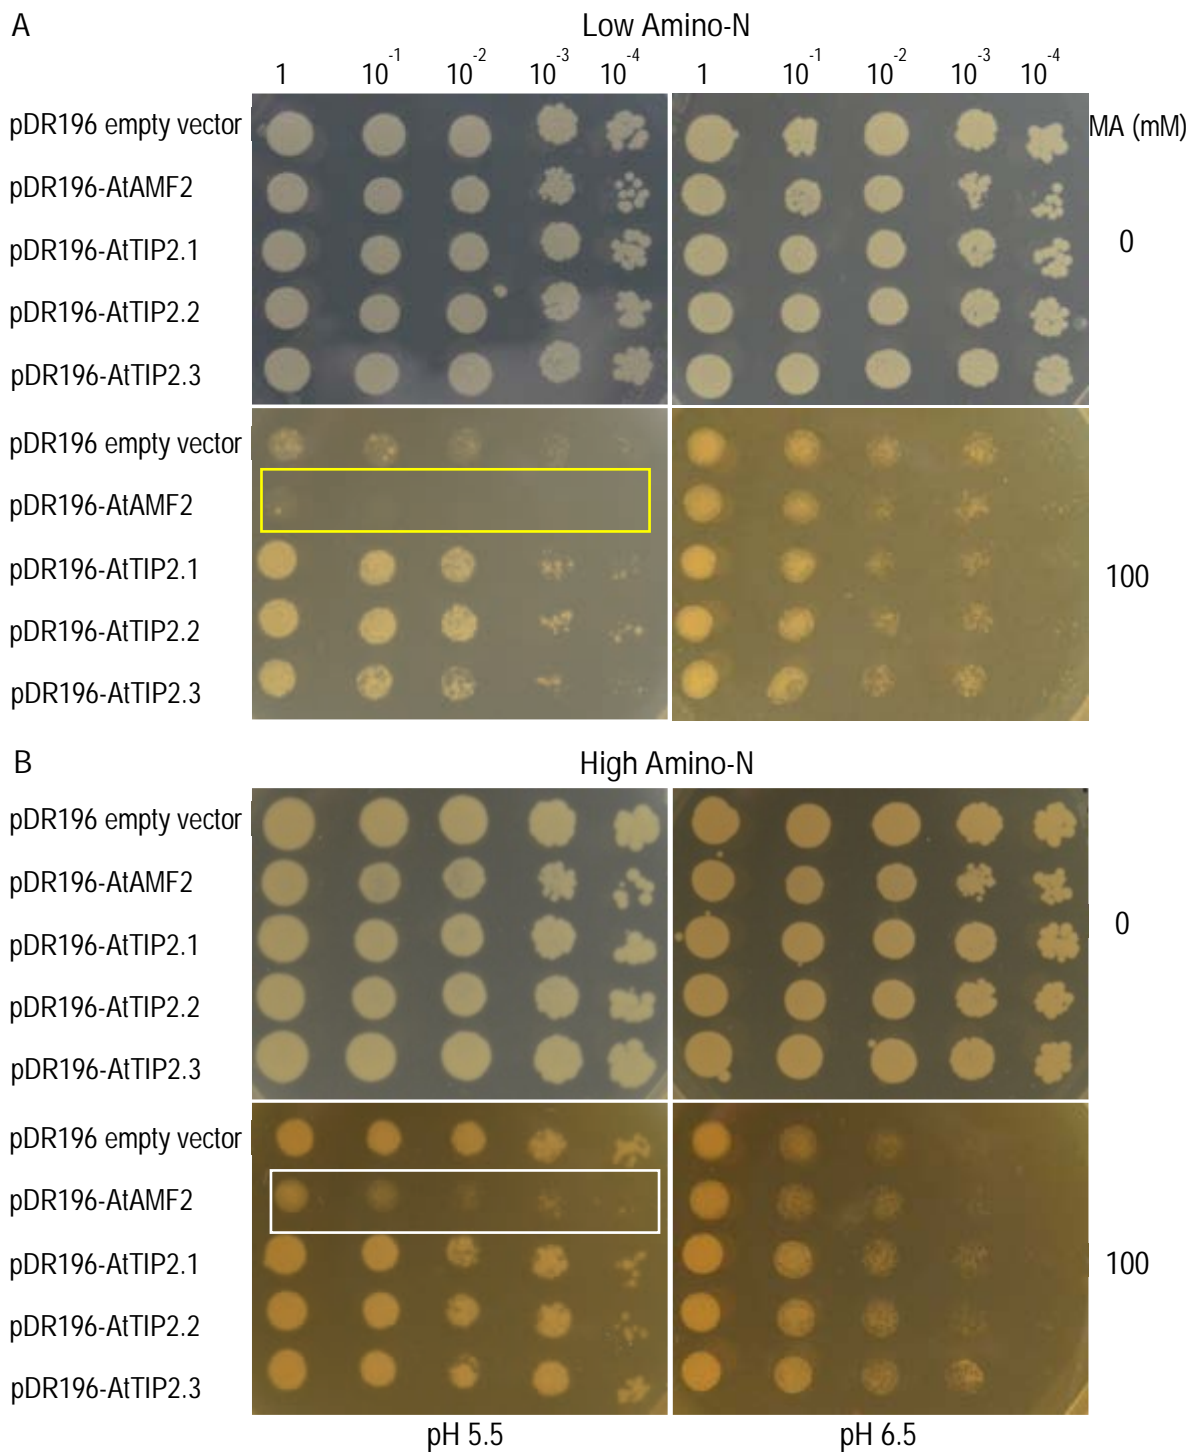 A
Low Amino-N
1 10-1 10-2 10-3 10-4 1 10-1 10-2 10-3 10-4
pDR196 empty vector
MA (mM)
pDR196-AtAMF2
pDR196-AtTIP2.1
0
pDR196-AtTIP2.2
pDR196-AtTIP2.3
pDR196 empty vector
pDR196-AtAMF2
pDR196-AtTIP2.1
100
pDR196-AtTIP2.2
pDR196-AtTIP2.3
B
High Amino-N
pDR196 empty vector
pDR196-AtAMF2
0
pDR196-AtTIP2.1
pDR196-AtTIP2.2
pDR196-AtTIP2.3
pDR196 empty vector
pDR196-AtAMF2
pDR196-AtTIP2.1
100
pDR196-AtTIP2.2
pDR196-AtTIP2.3
pH 5.5 pH 6.5